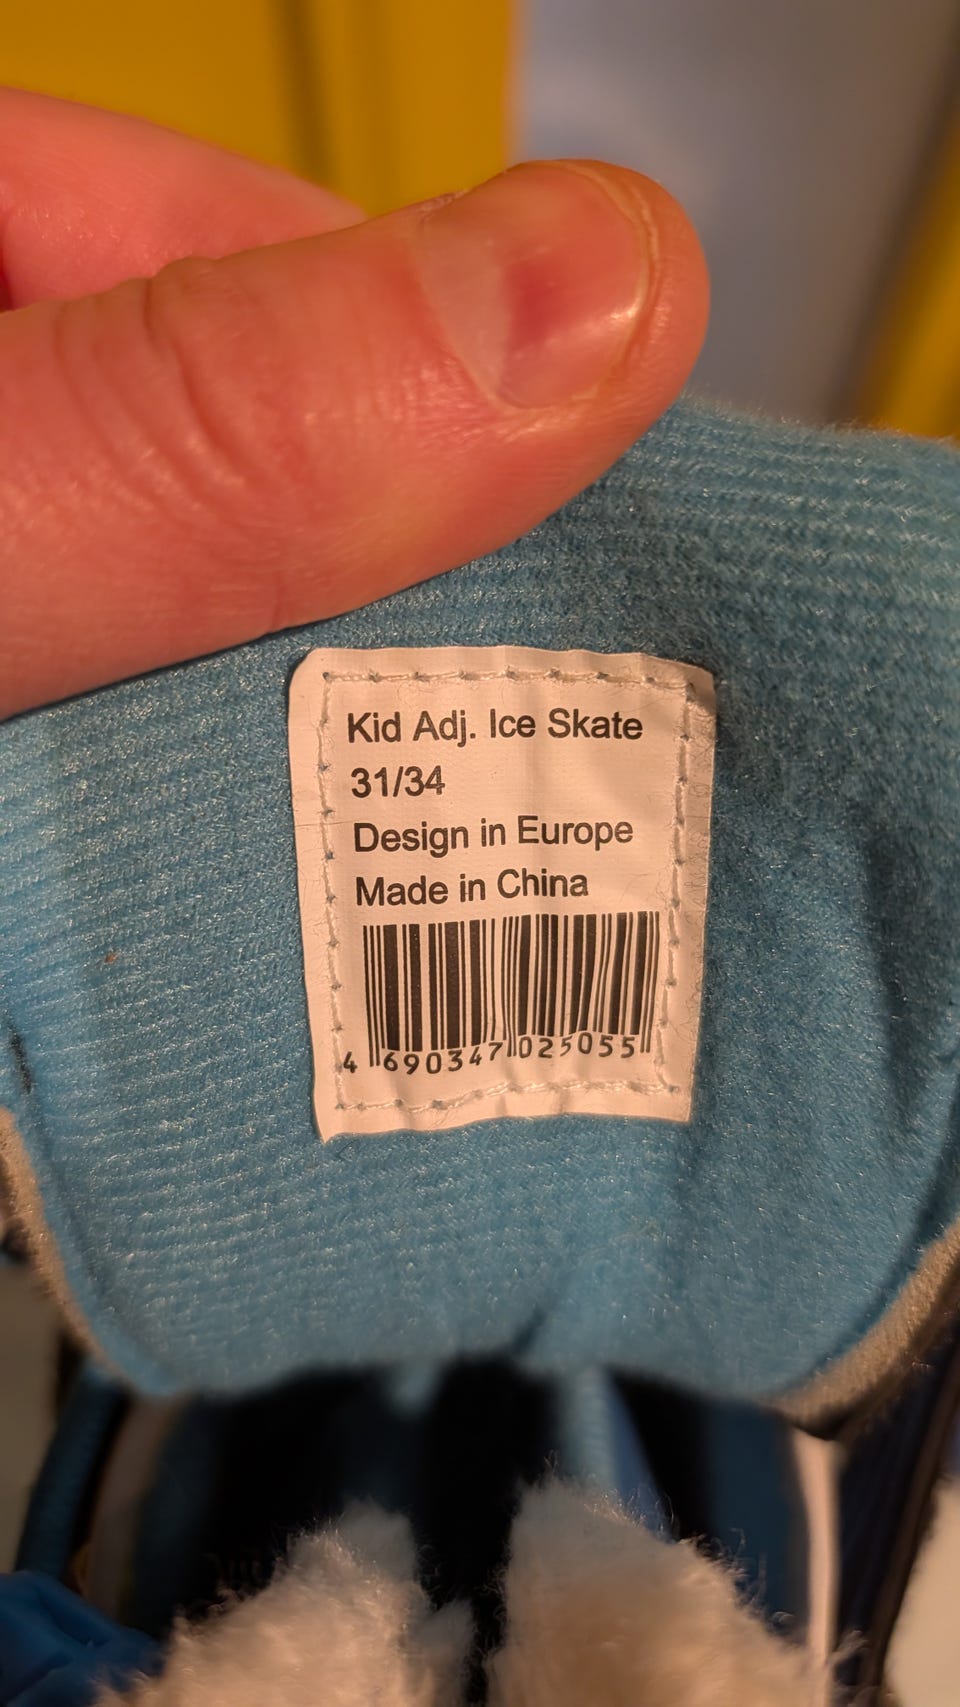 Kid Adj. Ice Skate
31/34
Design in Europe
Made in China
4 690347 025055